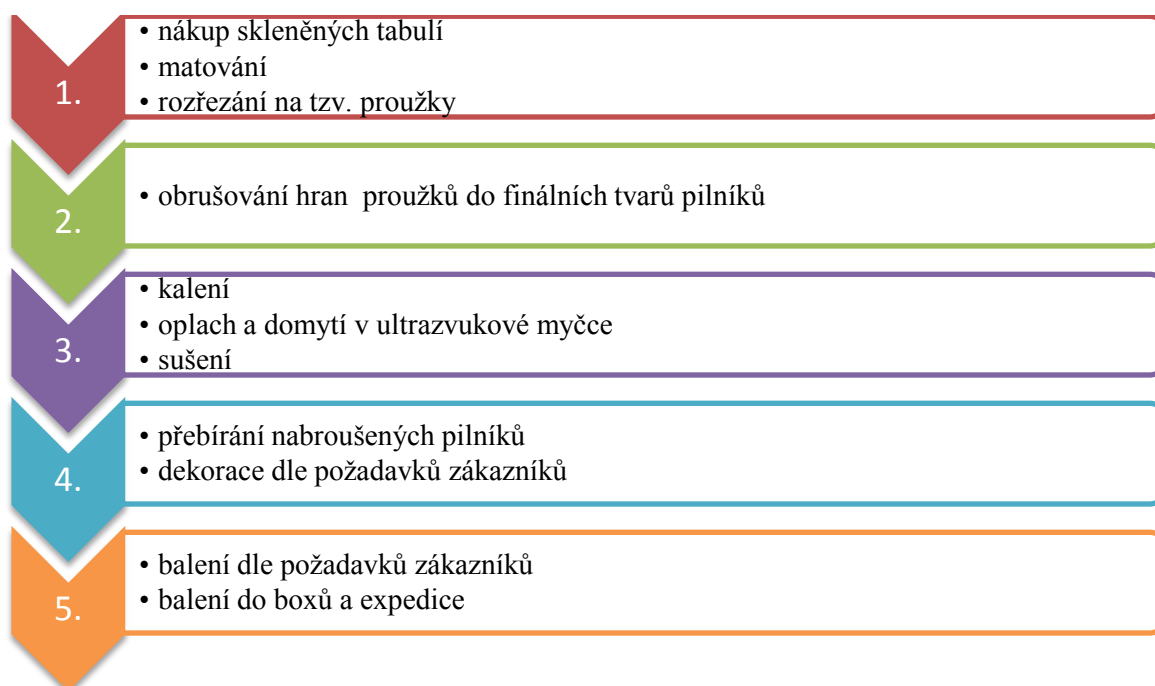 1.
• nákup skleněných tabulí
• matování
• rozřezání na tzv. proužky
2.
• obrušování hran  proužků do finálních tvarů pilníků
3.
• kalení
• oplach a domytí v ultrazvukové myčce
• sušení
4.
• přebírání nabroušených pilníků
• dekorace dle požadavků zákazníků
5.
• balení dle požadavků zákazníků
• balení do boxů a expedice